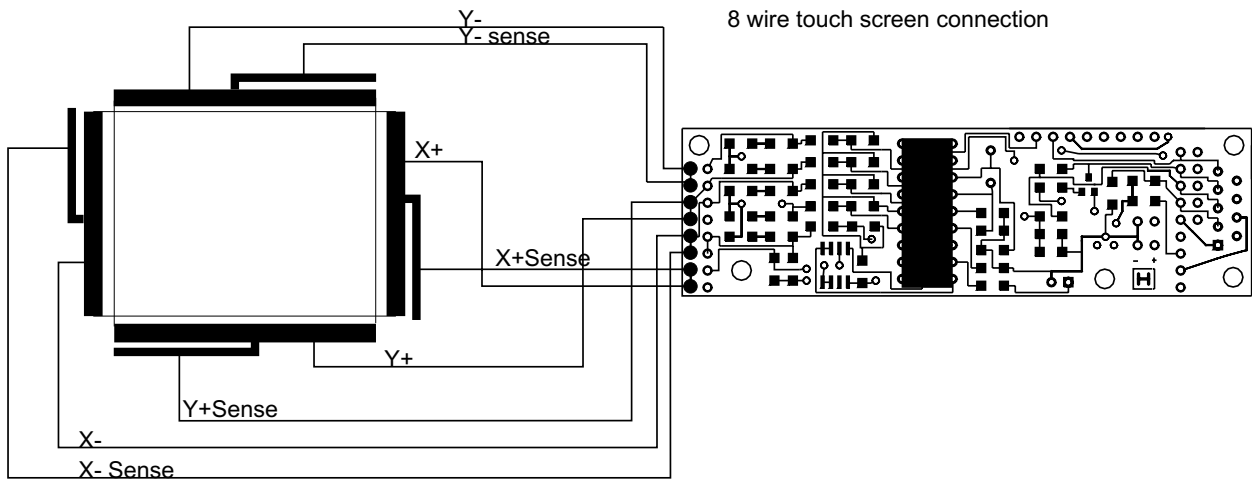 8 wire touch screen connection
Y-
Y- sense
X+
X+Sense
- +
H
Y+
Y+Sense
X-
X- Sense